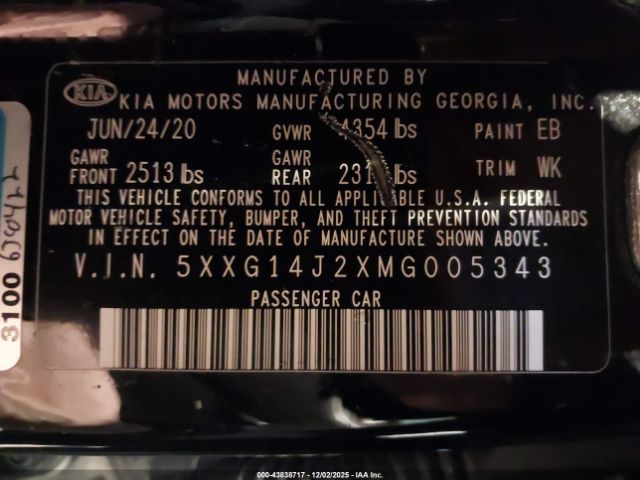 MANUFACTURED BY
KIA KIA MOTORS MANUFACTURING GEORGIA, INC.
JUN/24/20 GVWR 4354 lbs PAINT EB
GAWR FRONT 2513 lbs GAWR REAR lbs TRIM WK
THIS VEHICLE CONFORMS TO ALL APPLICABLE U.S.A. FEDERAL
MOTOR VEHICLE SAFETY, BUMPER, AND THEFT PREVENTION STANDARDS
IN EFFECT ON THE DATE OF MANUFACTURE SHOWN ABOVE.
V.I.N. 5XXG14J2XMG005343
PASSENGER CAR
3100
000-43838717 - 12/02/2025 - IAA Inc.